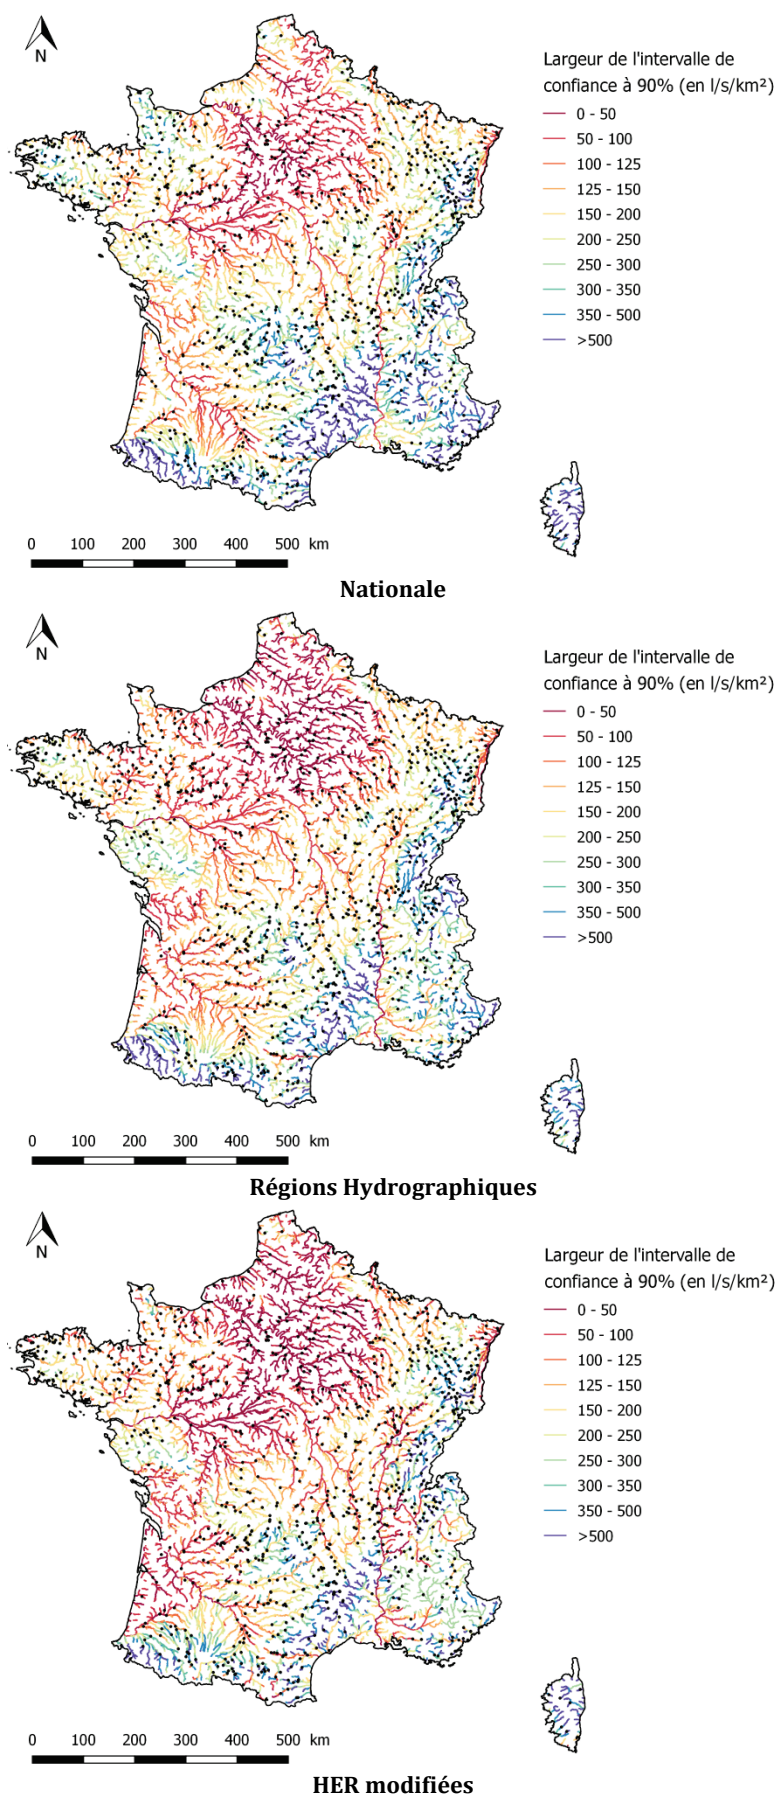 N
Largeur de l'intervalle de
confiance à 90% (en l/s/km²)
0 - 50
50 - 100
100 - 125
125 - 150
150 - 200
200 - 250
250 - 300
300 - 350
350 - 500
>500
0 100 200 300 400 500 km
Nationale
N
Largeur de l'intervalle de
confiance à 90% (en l/s/km²)
0 - 50
50 - 100
100 - 125
125 - 150
150 - 200
200 - 250
250 - 300
300 - 350
350 - 500
>500
0 100 200 300 400 500 km
Régions Hydrographiques
N
Largeur de l'intervalle de
confiance à 90% (en l/s/km²)
0 - 50
50 - 100
100 - 125
125 - 150
150 - 200
200 - 250
250 - 300
300 - 350
350 - 500
>500
0 100 200 300 400 500 km
HER modifiées